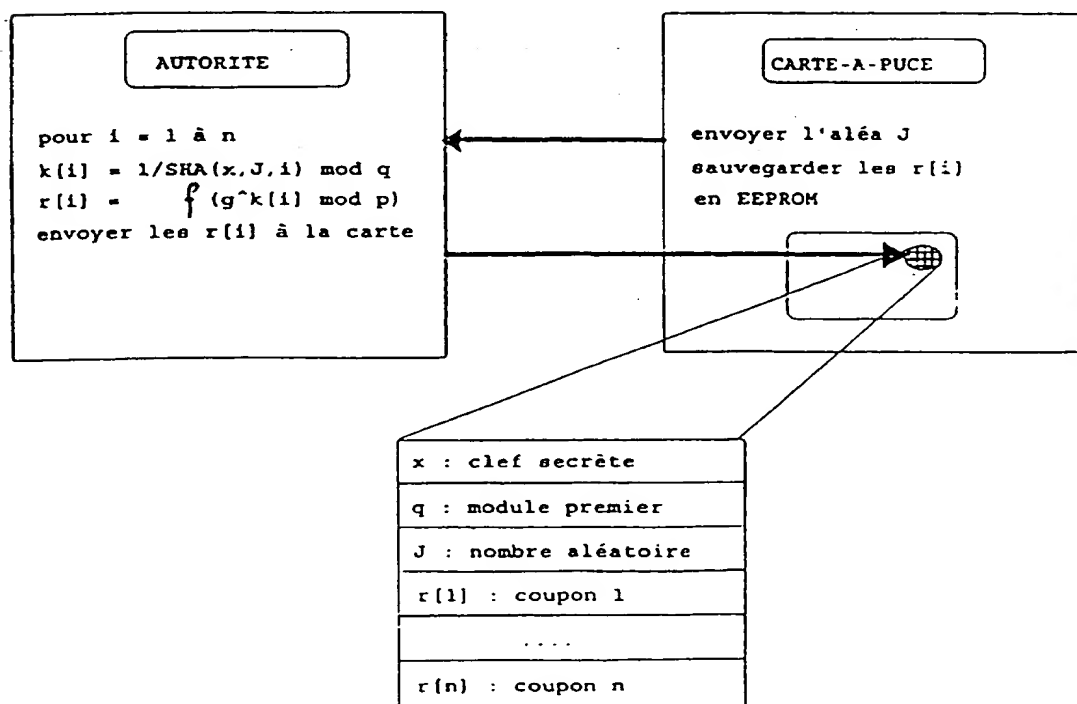 AUTORITE
pour i = 1 à n
k[i] = 1/SHA(x,J,i) mod q
r[i] = f (g^k[i] mod p)
envoyer les r[i] à la carte
CARTE-A-PUCE
envoyer l'aléa J
sauvegarder les r[i]
en EEPROM
x : clef secrète
q : module premier
J : nombre aléatoire
r[1] : coupon 1
....
r[n] : coupon n